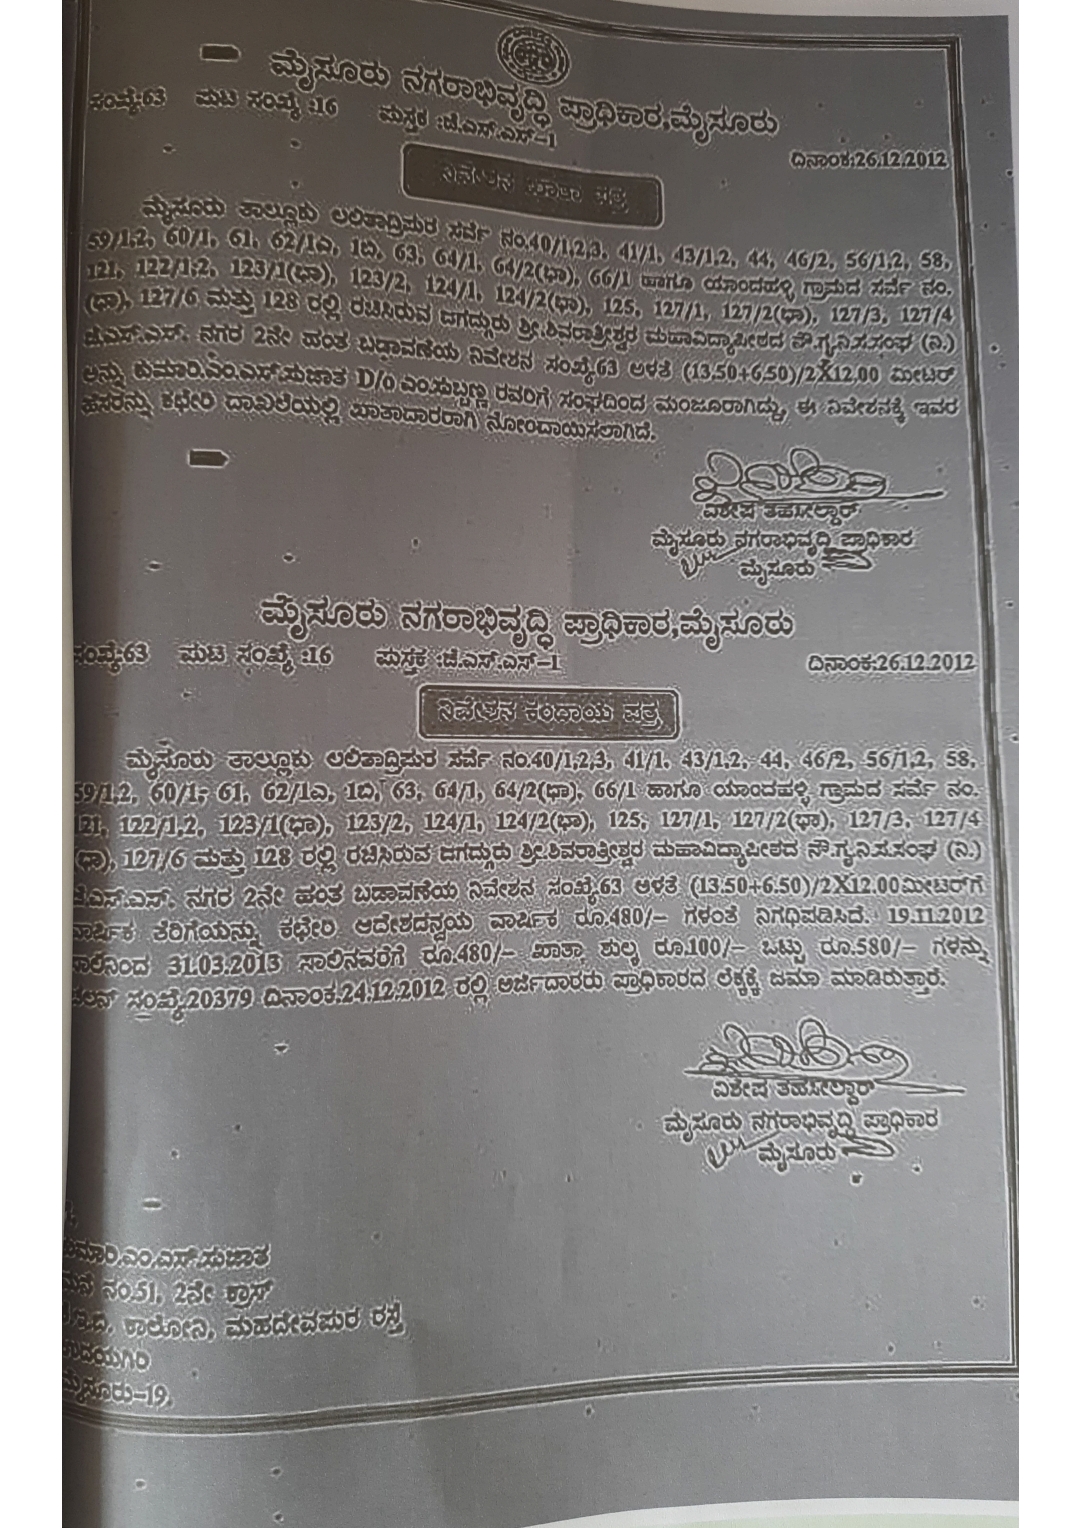 ಮೈಸೂರು ನಗರಾಭಿವೃದ್ಧಿ ಪ್ರಾಧಿಕಾರ,ಮೈಸೂರು
ಸಂಖ್ಯೆ:63 ಪುಟ ಸಂಖ್ಯೆ :16 ಪುಸ್ತಕ :ಜೆ.ಎಸ್.ಎಸ್-1
ದಿನಾಂಕ:26.12.2012
ನಿವೇಶನ ಖಾತಾ ಪತ್ರ
ಮೈಸೂರು ತಾಲ್ಲೂಕು ಲಲಿತಾದ್ರಿಪುರ ಸರ್ವೆ ನಂ.40/1,2,3, 41/1, 43/1,2, 44, 46/2, 56/1,2, 58,
59/1,2, 60/1, 61, 62/1ಎ, 1ಬಿ, 63, 64/1, 64/2(ಭಾ), 66/1 ಹಾಗೂ ಯಾಂದಹಳ್ಳಿ ಗ್ರಾಮದ ಸರ್ವೆ ನಂ.
121, 122/1,2, 123/1(ಭಾ), 123/2, 124/1, 124/2(ಭಾ), 125, 127/1, 127/2(ಭಾ), 127/3, 127/4
(ಭಾ), 127/6 ಮತ್ತು 128 ರಲ್ಲಿ ರಚಿಸಿರುವ ಜಗದ್ಗುರು ಶ್ರೀ.ಶಿವರಾತ್ರೀಶ್ವರ ಮಹಾವಿದ್ಯಾಪೀಠದ ನೌ.ಗೃ.ನಿ.ಸ.ಸಂಘ (ನಿ.)
ಜೆ.ಎಸ್.ಎಸ್. ನಗರ 2ನೇ ಹಂತ ಬಡಾವಣೆಯ ನಿವೇಶನ ಸಂಖ್ಯೆ.63 ಅಳತೆ (13.50+6.50)/2X12.00 ಮೀಟರ್
ಅನ್ನು ಕುಮಾರಿ.ಎಂ.ಎಸ್.ಸುಜಾತ D/o ಎಂ.ಸುಬ್ಬಣ್ಣ ರವರಿಗೆ ಸಂಘದಿಂದ ಮಂಜೂರಾಗಿದ್ದು, ಈ ನಿವೇಶನಕ್ಕೆ ಇವರ
ಹೆಸರನ್ನು ಕಛೇರಿ ದಾಖಲೆಯಲ್ಲಿ ಖಾತಾದಾರರಾಗಿ ನೋಂದಾಯಿಸಲಾಗಿದೆ.
ವಿಶೇಷ ತಹಸೀಲ್ದಾರ್
ಮೈಸೂರು ನಗರಾಭಿವೃದ್ಧಿ ಪ್ರಾಧಿಕಾರ
ಮೈಸೂರು
ಮೈಸೂರು ನಗರಾಭಿವೃದ್ಧಿ ಪ್ರಾಧಿಕಾರ,ಮೈಸೂರು
ಸಂಖ್ಯೆ:63 ಪುಟ ಸಂಖ್ಯೆ :16 ಪುಸ್ತಕ :ಜೆ.ಎಸ್.ಎಸ್-1 ದಿನಾಂಕ:26.12.2012
ನಿವೇಶನ ಕಂದಾಯ ಪತ್ರ
ಮೈಸೂರು ತಾಲ್ಲೂಕು ಲಲಿತಾದ್ರಿಪುರ ಸರ್ವೆ ನಂ.40/1,2,3, 41/1, 43/1,2, 44, 46/2, 56/1,2, 58,
59/1,2, 60/1, 61, 62/1ಎ, 1ಬಿ, 63, 64/1, 64/2(ಭಾ), 66/1 ಹಾಗೂ ಯಾಂದಹಳ್ಳಿ ಗ್ರಾಮದ ಸರ್ವೆ ನಂ.
121, 122/1,2, 123/1(ಭಾ), 123/2, 124/1, 124/2(ಭಾ), 125, 127/1, 127/2(ಭಾ), 127/3, 127/4
(ಭಾ), 127/6 ಮತ್ತು 128 ರಲ್ಲಿ ರಚಿಸಿರುವ ಜಗದ್ಗುರು ಶ್ರೀ.ಶಿವರಾತ್ರೀಶ್ವರ ಮಹಾವಿದ್ಯಾಪೀಠದ ನೌ.ಗೃ.ನಿ.ಸ.ಸಂಘ (ನಿ.)
ಜೆ.ಎಸ್.ಎಸ್. ನಗರ 2ನೇ ಹಂತ ಬಡಾವಣೆಯ ನಿವೇಶನ ಸಂಖ್ಯೆ.63 ಅಳತೆ (13.50+6.50)/2X12.00ಮೀಟರ್‌ಗೆ
ವಾರ್ಷಿಕ ತೆರಿಗೆಯನ್ನು ಕಛೇರಿ ಆದೇಶದನ್ವಯ ವಾರ್ಷಿಕ ರೂ.480/- ಗಳಂತೆ ನಿಗಧಿಪಡಿಸಿದೆ. 19.11.2012
ಸಾಲಿನಿಂದ 31.03.2013 ಸಾಲಿನವರೆಗೆ ರೂ.480/- ಖಾತಾ ಶುಲ್ಕ ರೂ.100/- ಒಟ್ಟು ರೂ.580/- ಗಳನ್ನು
ಚಲನ್ ಸಂಖ್ಯೆ.20379 ದಿನಾಂಕ.24.12.2012 ರಲ್ಲಿ ಅರ್ಜಿದಾರರು ಪ್ರಾಧಿಕಾರದ ಲೆಕ್ಕಕ್ಕೆ ಜಮಾ ಮಾಡಿರುತ್ತಾರೆ.
ವಿಶೇಷ ತಹಸೀಲ್ದಾರ್
ಮೈಸೂರು ನಗರಾಭಿವೃದ್ಧಿ ಪ್ರಾಧಿಕಾರ
ಮೈಸೂರು
ಕುಮಾರಿ.ಎಂ.ಎಸ್.ಸುಜಾತ
ಮನೆ ನಂ.51, 2ನೇ ಕ್ರಾಸ್
ಕಾಲೋನಿ, ಮಹದೇವಪುರ ರಸ್ತೆ
ಉದಯಗಿರಿ
ಮೈಸೂರು-19.